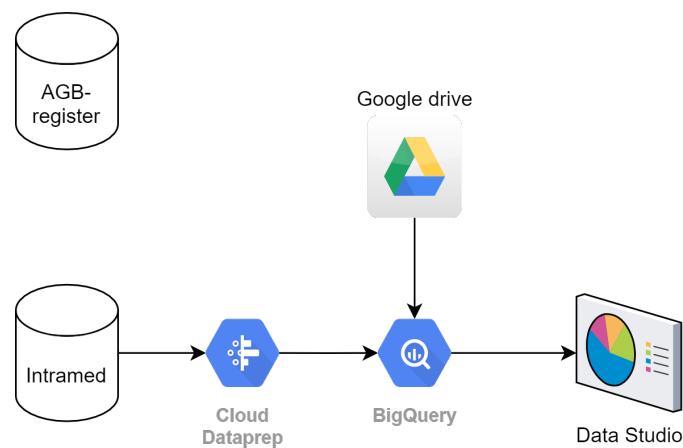 AGB-
register
Google drive
Intramed
Cloud
Dataprep
BigQuery
Data Studio